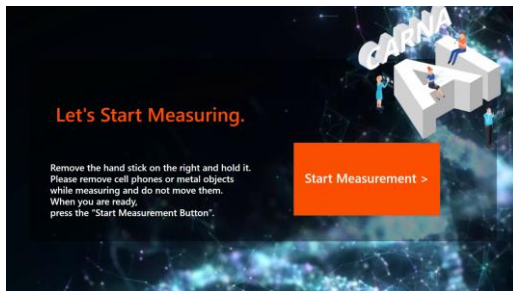 CARNA
AI
Let's Start Measuring.
Remove the hand stick on the right and hold it.
Please remove cell phones or metal objects
while measuring and do not move them.
When you are ready,
press the "Start Measurement Button".
Start Measurement >